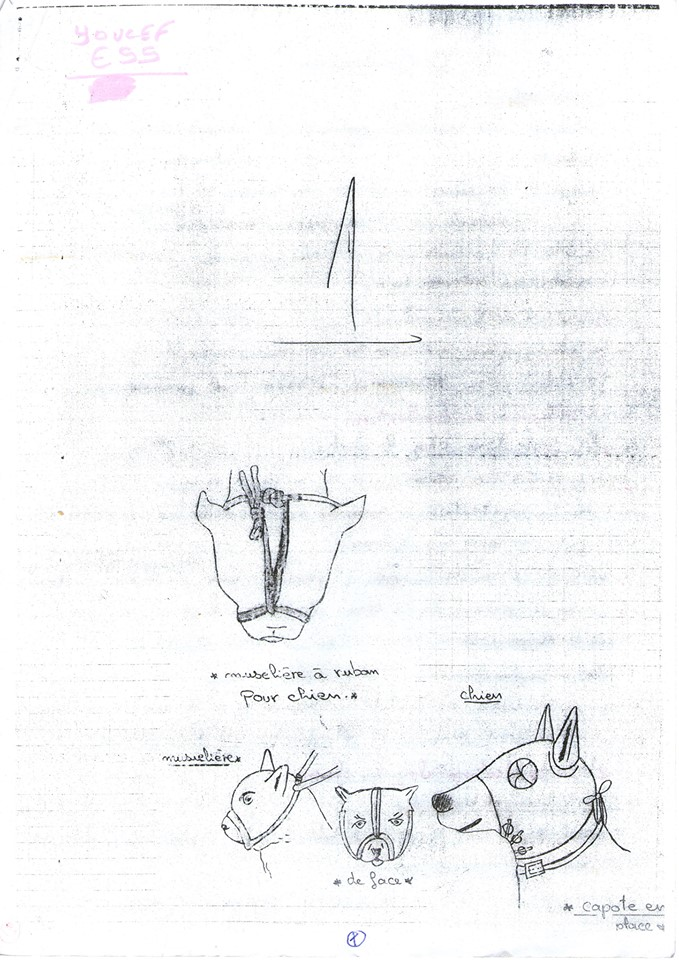 YOUCEF
ESS
1
* muselière à ruban
Pour chien. *
chien
muselière *
* de face *
* capote en
place *
1